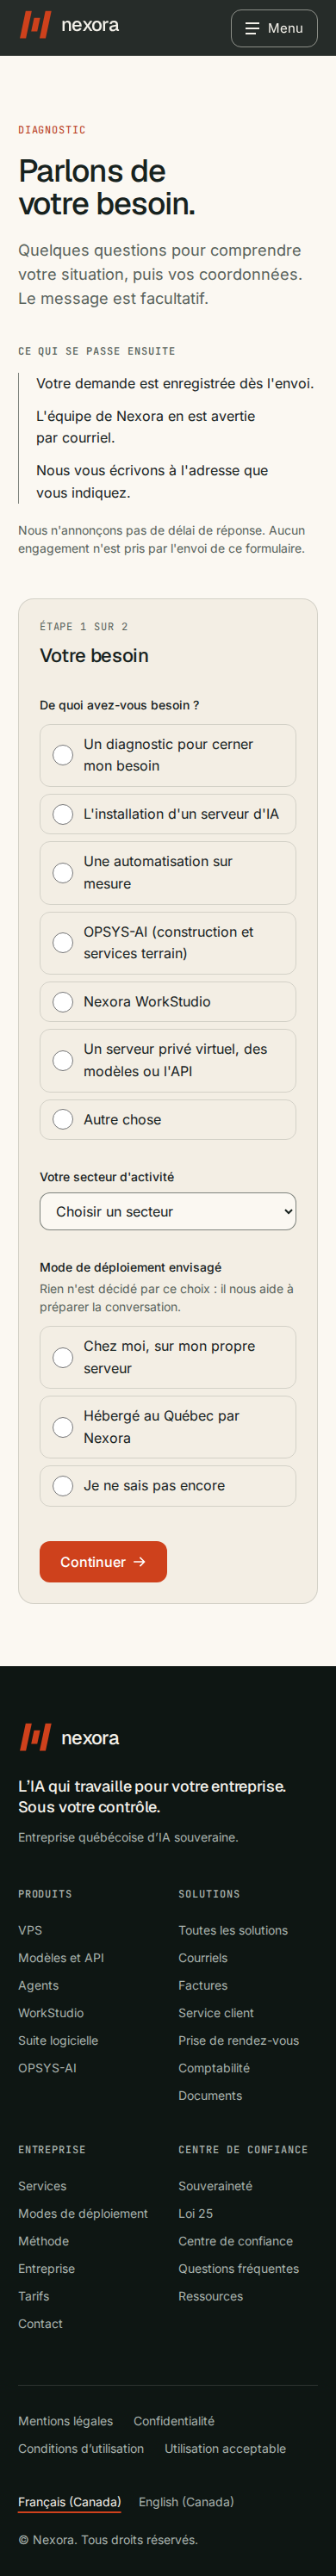 nexora
Menu
DIAGNOSTIC
Parlons de
votre besoin.
Quelques questions pour comprendre
votre situation, puis vos coordonnées.
Le message est facultatif.
CE QUI SE PASSE ENSUITE
Votre demande est enregistrée dès l'envoi.
L'équipe de Nexora en est avertie
par courriel.
Nous vous écrivons à l'adresse que
vous indiquez.
Nous n'annonçons pas de délai de réponse. Aucun
engagement n'est pris par l'envoi de ce formulaire.
ÉTAPE 1 SUR 2
Votre besoin
De quoi avez-vous besoin ?
Un diagnostic pour cerner
mon besoin
L'installation d'un serveur d'IA
Une automatisation sur
mesure
OPSYS-AI (construction et
services terrain)
Nexora WorkStudio
Un serveur privé virtuel, des
modèles ou l'API
Autre chose
Votre secteur d'activité
Choisir un secteur
Mode de déploiement envisagé
Rien n'est décidé par ce choix : il nous aide à
préparer la conversation.
Chez moi, sur mon propre
serveur
Hébergé au Québec par
Nexora
Je ne sais pas encore
Continuer →
nexora
L’IA qui travaille pour votre entreprise.
Sous votre contrôle.
Entreprise québécoise d’IA souveraine.
PRODUITS
VPS
Modèles et API
Agents
WorkStudio
Suite logicielle
OPSYS-AI
SOLUTIONS
Toutes les solutions
Courriels
Factures
Service client
Prise de rendez-vous
Comptabilité
Documents
ENTREPRISE
Services
Modes de déploiement
Méthode
Entreprise
Tarifs
Contact
CENTRE DE CONFIANCE
Souveraineté
Loi 25
Centre de confiance
Questions fréquentes
Ressources
Mentions légales Confidentialité
Conditions d’utilisation Utilisation acceptable
Français (Canada) English (Canada)
© Nexora. Tous droits réservés.